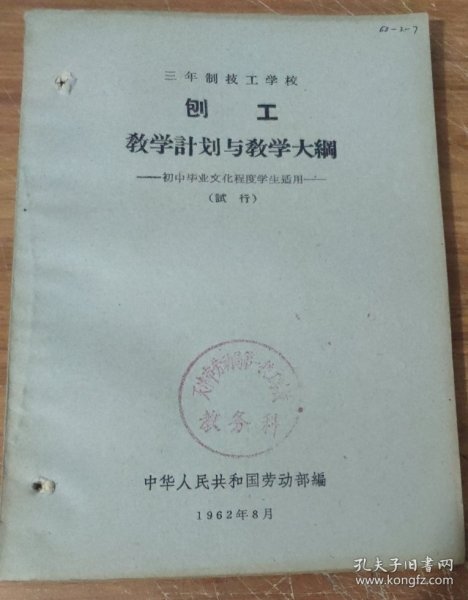 63-2-7
三年制技工学校
刨工
教学計划与教学大綱
——初中毕业文化程度学生适用——
（試行）
教务科
中华人民共和国劳动部編
1962年8月
孔夫子旧书网
www.kongfz.com